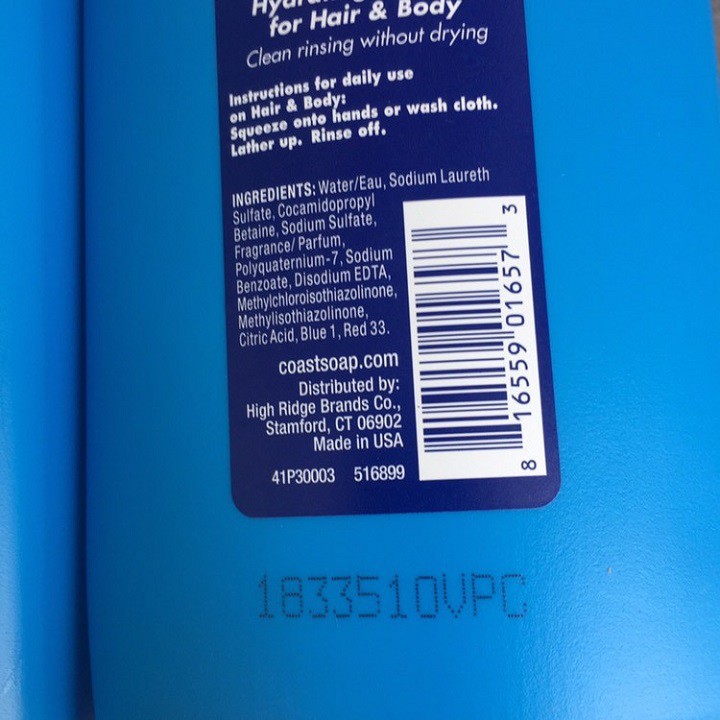 for Hair & Body
Clean rinsing without drying
Instructions for daily use
on Hair & Body:
Squeeze onto hands or wash cloth.
Lather up. Rinse off.
INGREDIENTS: Water/Eau, Sodium Laureth
Sulfate, Cocamidopropyl
Betaine, Sodium Sulfate,
Fragrance/ Parfum,
Polyquaternium-7, Sodium
Benzoate, Disodium EDTA,
Methylchloroisothiazolinone,
Methylisothiazolinone,
Citric Acid, Blue 1, Red 33.
coastsoap.com
Distributed by:
High Ridge Brands Co.,
Stamford, CT 06902
Made in USA
41P30003 516899
8 16559 01657 3
1833510VPC